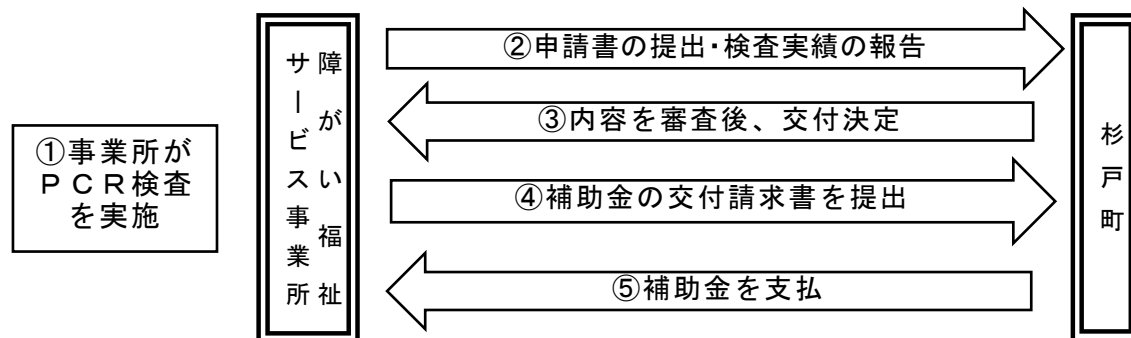 ①事業所が
ＰＣＲ検査
を実施
障がい福祉
サービス事業所
②申請書の提出・検査実績の報告
③内容を審査後、交付決定
④補助金の交付請求書を提出
⑤補助金を支払
杉戸町